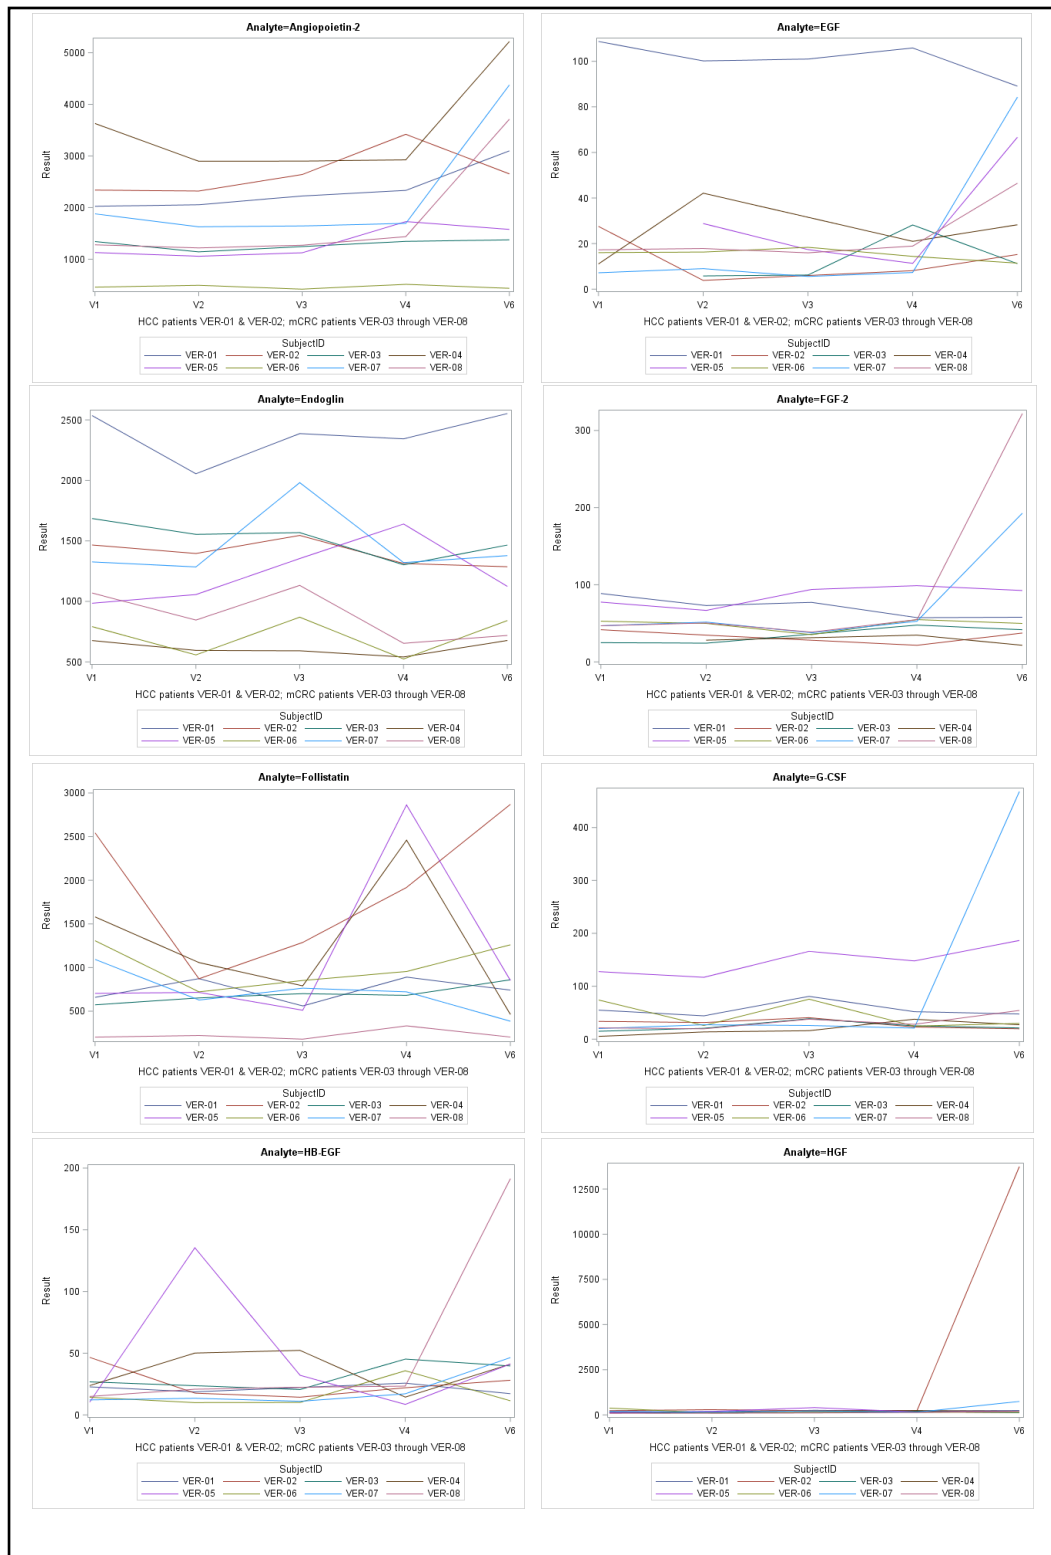 Analyte=Angiopoietin-2
5000
4000
3000
2000
1000
Result
V1 V2 V3 V4 V6
HCC patients VER-01 & VER-02; mCRC patients VER-03 through VER-08
SubjectID
VER-01 VER-02 VER-03 VER-04
VER-05 VER-06 VER-07 VER-08
Analyte=EGF
100
80
60
40
20
0
Result
V1 V2 V3 V4 V6
HCC patients VER-01 & VER-02; mCRC patients VER-03 through VER-08
SubjectID
VER-01 VER-02 VER-03 VER-04
VER-05 VER-06 VER-07 VER-08
Analyte=Endoglin
2500
2000
1500
1000
500
Result
V1 V2 V3 V4 V6
HCC patients VER-01 & VER-02; mCRC patients VER-03 through VER-08
SubjectID
VER-01 VER-02 VER-03 VER-04
VER-05 VER-06 VER-07 VER-08
Analyte=FGF-2
300
200
100
0
Result
V1 V2 V3 V4 V6
HCC patients VER-01 & VER-02; mCRC patients VER-03 through VER-08
SubjectID
VER-01 VER-02 VER-03 VER-04
VER-05 VER-06 VER-07 VER-08
Analyte=Follistatin
3000
2500
2000
1500
1000
500
Result
V1 V2 V3 V4 V6
HCC patients VER-01 & VER-02; mCRC patients VER-03 through VER-08
SubjectID
VER-01 VER-02 VER-03 VER-04
VER-05 VER-06 VER-07 VER-08
Analyte=G-CSF
400
300
200
100
0
Result
V1 V2 V3 V4 V6
HCC patients VER-01 & VER-02; mCRC patients VER-03 through VER-08
SubjectID
VER-01 VER-02 VER-03 VER-04
VER-05 VER-06 VER-07 VER-08
Analyte=HB-EGF
200
150
100
50
0
Result
V1 V2 V3 V4 V6
HCC patients VER-01 & VER-02; mCRC patients VER-03 through VER-08
SubjectID
VER-01 VER-02 VER-03 VER-04
VER-05 VER-06 VER-07 VER-08
Analyte=HGF
12500
10000
7500
5000
2500
0
Result
V1 V2 V3 V4 V6
HCC patients VER-01 & VER-02; mCRC patients VER-03 through VER-08
SubjectID
VER-01 VER-02 VER-03 VER-04
VER-05 VER-06 VER-07 VER-08